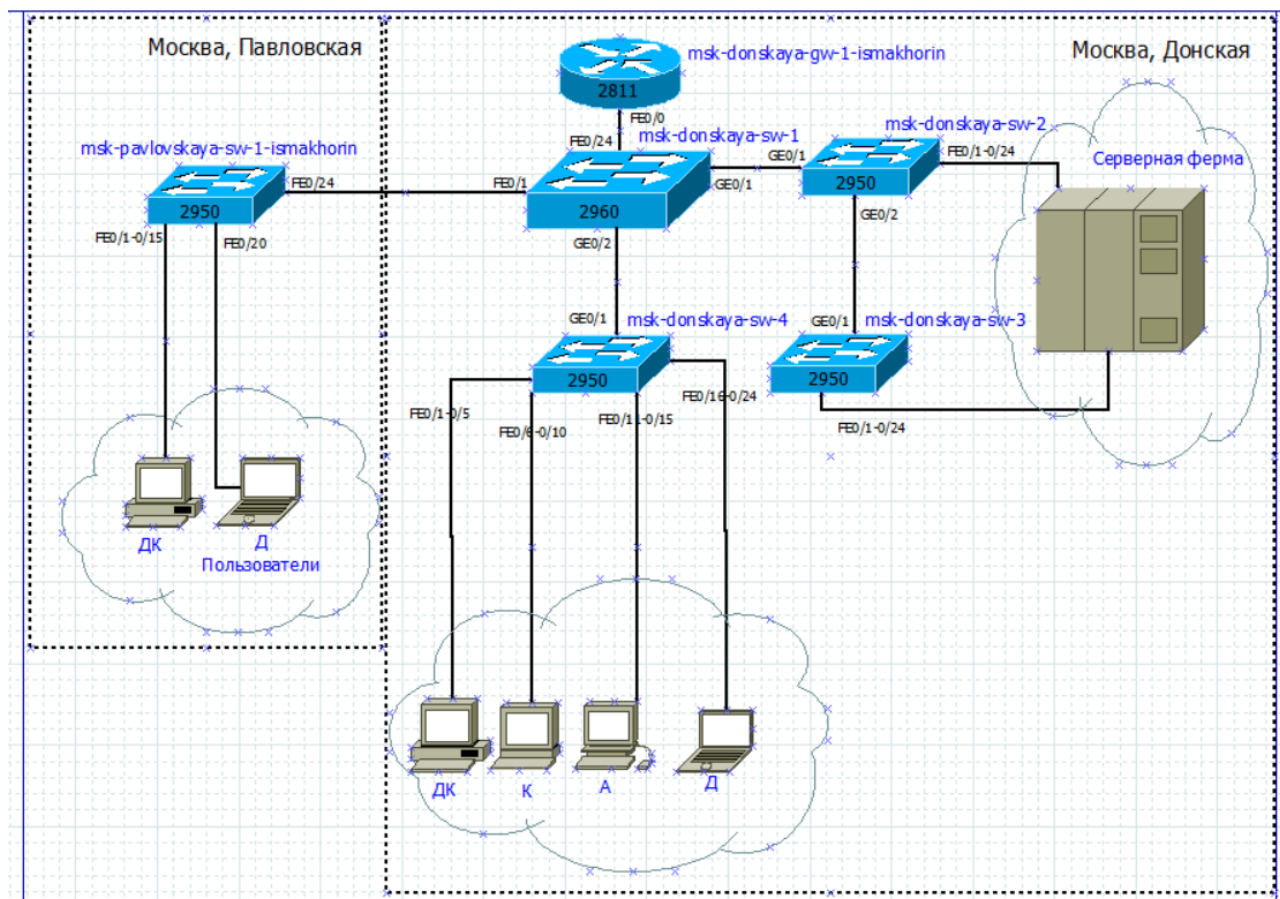 Москва, Павловская
msk-donskaya-gw-1-ismakhorin
Москва, Донская
2811
FE0/0
FE0/24
msk-donskaya-sw-1
msk-donskaya-sw-2
msk-pavlovskaya-sw-1-ismakhorin
GE0/1
FE0/1-0/24
Серверная ферма
FE0/24
FE0/1
GE0/1
2950
2950
2960
GE0/2
FE0/1-0/15
FE0/20
GE0/2
GE0/1
msk-donskaya-sw-4
GE0/1
msk-donskaya-sw-3
2950
2950
FE0/1-0/5
FE0/6-0/10
FE0/11-0/15
FE0/16-0/24
FE0/1-0/24
ДК
Д
Пользователи
ДК
К
А
Д